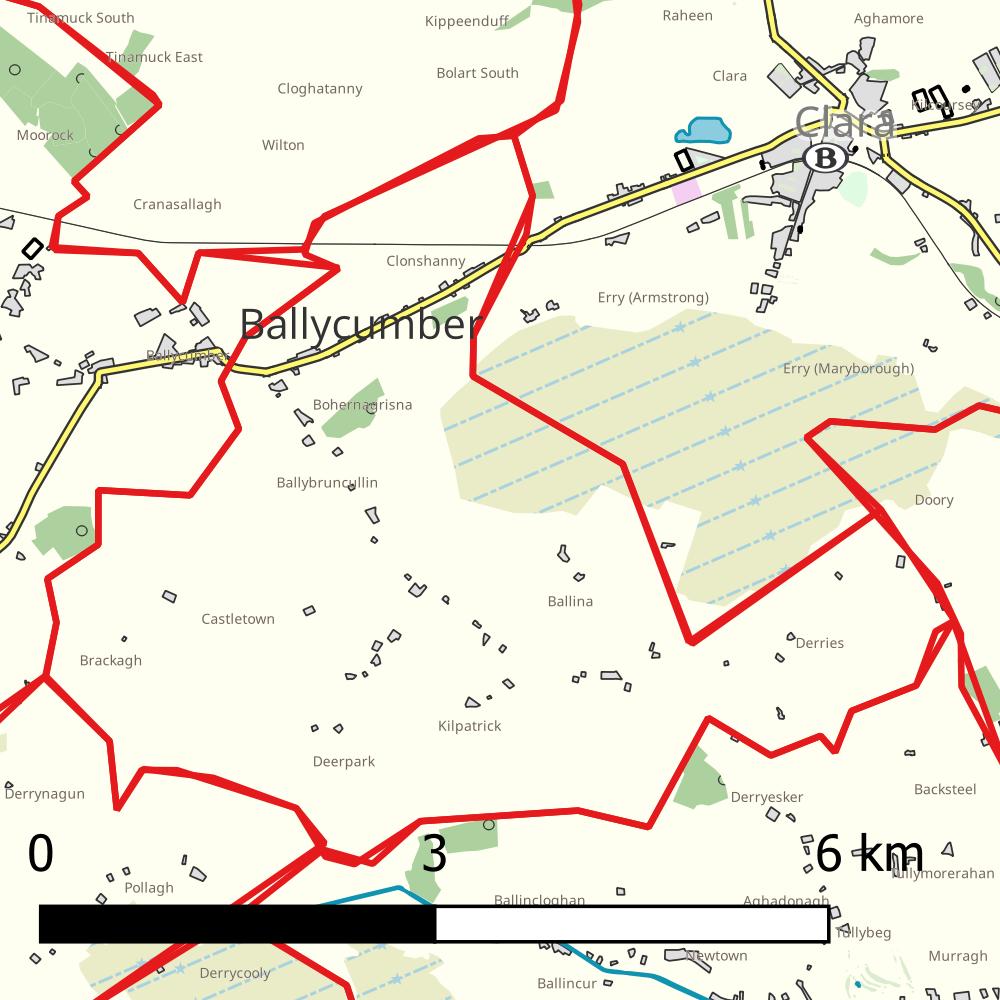 Tinamuck South
Kippeenduff
Raheen
Aghamore
Tinamuck East
Bolart South
Clara
Cloghatanny
Kilcoursey
Clara
Moorock
Wilton
B
Cranasallagh
Clonshanny
Erry (Armstrong)
Ballycumber
Ballycumber
Erry (Maryborough)
Bohernagrisna
Ballybruncullin
Doory
Ballina
Castletown
Derries
Brackagh
Kilpatrick
Deerpark
Derrynagun
Backsteel
Derryesker
0 3 6 km
Tullymorerahan
Pollagh
Ballincloghan
Aghadonagh
Tullybeg
Newtown
Murragh
Derrycooly
Ballincur